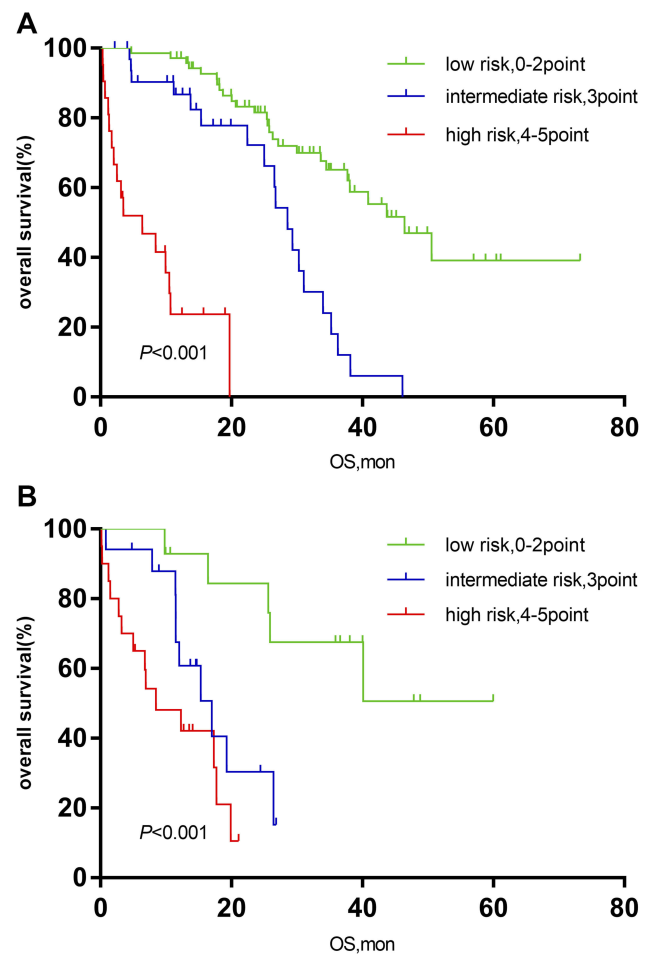 A
100
80
60
40
20
0
overall survival(%)
low risk,0-2point
intermediate risk,3point
high risk,4-5point
P<0.001
0 20 40 60 80
OS,mon
B
100
80
60
40
20
0
overall survival(%)
low risk,0-2point
intermediate risk,3point
high risk,4-5point
P<0.001
0 20 40 60 80
OS,mon